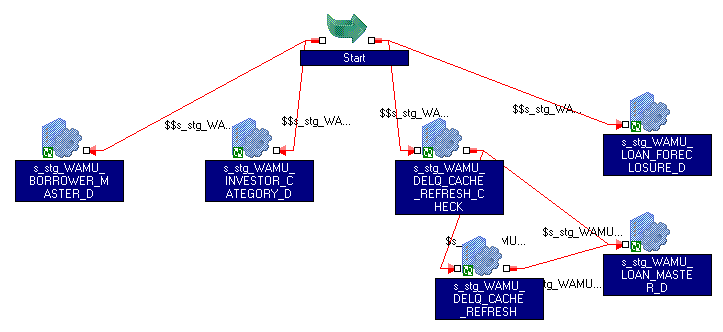 Start
$$s_stg_WA...
$$s_stg_WA...
$$s_stg_WA...
$$s_stg_WA...
s_stg_WAMU_
BORROWER_M
ASTER_D
s_stg_WAMU_
INVESTOR_C
ATEGORY_D
s_stg_WAMU_
DELQ_CACHE
_REFRESH_C
HECK
s_stg_WAMU_
LOAN_FOREC
LOSURE_D
$s_stg_WAMU...
s_stg_WAMU_
LOAN_MASTE
R_D
s_stg_WAMU_
DELQ_CACHE
_REFRESH